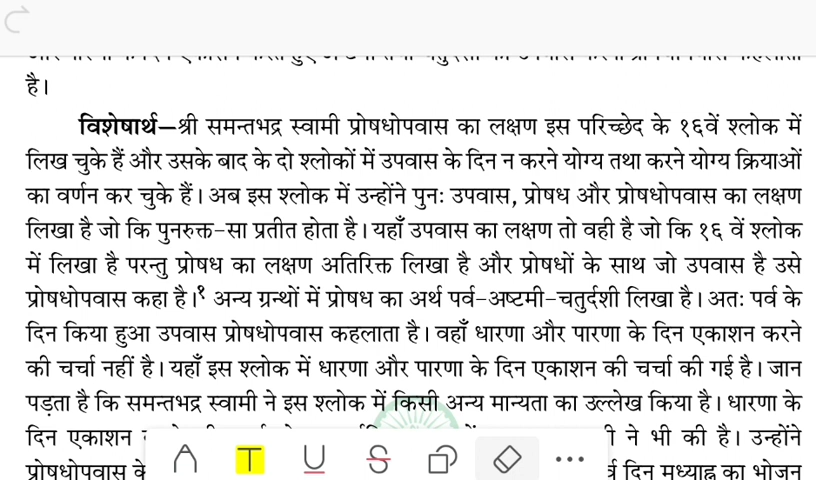 है।
विशेषार्थ—श्री समन्तभद्र स्वामी प्रोषधोपवास का लक्षण इस परिच्छेद के १६वें श्लोक में
लिख चुके हैं और उसके बाद के दो श्लोकों में उपवास के दिन न करने योग्य तथा करने योग्य क्रियाओं
का वर्णन कर चुके हैं। अब इस श्लोक में उन्होंने पुनः उपवास, प्रोषध और प्रोषधोपवास का लक्षण
लिखा है जो कि पुनरुक्त-सा प्रतीत होता है। यहाँ उपवास का लक्षण तो वही है जो कि १६ वें श्लोक
में लिखा है परन्तु प्रोषध का लक्षण अतिरिक्त लिखा है और प्रोषधों के साथ जो उपवास है उसे
प्रोषधोपवास कहा है।१ अन्य ग्रन्थों में प्रोषध का अर्थ पर्व-अष्टमी-चतुर्दशी लिखा है। अतः पर्व के
दिन किया हुआ उपवास प्रोषधोपवास कहलाता है। वहाँ धारणा और पारणा के दिन एकाशन करने
की चर्चा नहीं है। यहाँ इस श्लोक में धारणा और पारणा के दिन एकाशन की चर्चा की गई है। जान
पड़ता है कि समन्तभद्र स्वामी ने इस श्लोक में किसी अन्य मान्यता का उल्लेख किया है। धारणा के
दिन एकाशन ने भी की है। उन्होंने
प्रोषधोपवास के दिन मध्याह्न का भोजन